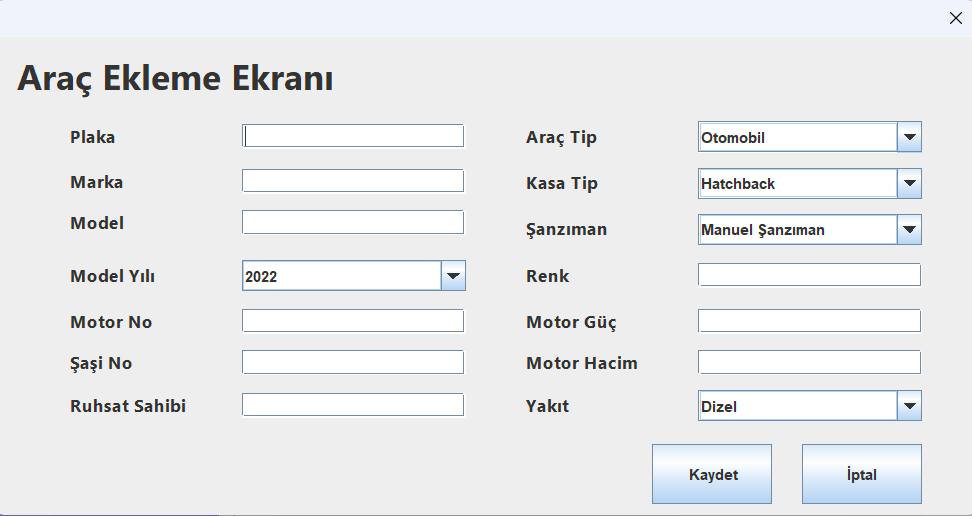 Araç Ekleme Ekranı
Plaka
Araç Tip
Otomobil
Marka
Kasa Tip
Hatchback
Model
Şanzıman
Manuel Şanzıman
Model Yılı
2022
Renk
Motor No
Motor Güç
Şaşi No
Motor Hacim
Ruhsat Sahibi
Yakıt
Dizel
Kaydet
İptal